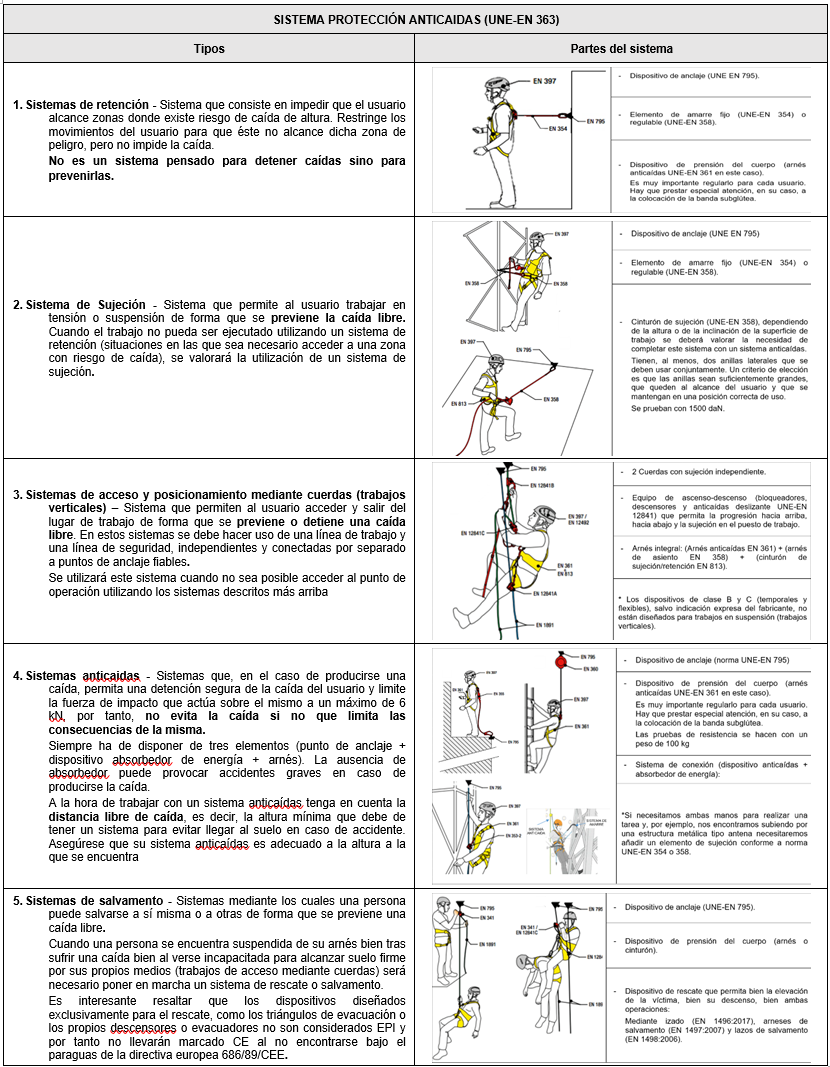 SISTEMA PROTECCIÓN ANTICAIDAS (UNE-EN 363)
Tipos
Partes del sistema
1. Sistemas de retención - Sistema que consiste en impedir que el usuario
alcance zonas donde existe riesgo de caída de altura. Restringe los
movimientos del usuario para que éste no alcance dicha zona de
peligro, pero no impide la caída.
No es un sistema pensado para detener caídas sino para
prevenirlas.
EN 397
EN 795
EN 354
- Dispositivo de anclaje (UNE EN 795).
- Elemento de amarre fijo (UNE-EN 354) o
regulable (UNE-EN 358).
- Dispositivo de prensión del cuerpo (arnés
anticaídas UNE-EN 361 en este caso).
Es muy importante regularlo para cada usuario.
Hay que prestar especial atención, en su caso, a
la colocación de la banda subglútea.
2. Sistema de Sujeción - Sistema que permite al usuario trabajar en
tensión o suspensión de forma que se previene la caída libre.
Cuando el trabajo no pueda ser ejecutado utilizando un sistema de
retención (situaciones en las que sea necesario acceder a una zona
con riesgo de caída), se valorará la utilización de un sistema de
sujeción.
EN 397
EN 358
EN 358
EN 397
EN 795
EN 813
EN 358
- Dispositivo de anclaje (UNE EN 795)
- Elemento de amarre fijo (UNE-EN 354) o
regulable (UNE-EN 358).
- Cinturón de sujeción (UNE-EN 358), dependiendo
de la altura o de la inclinación de la superficie de
trabajo se deberá valorar la necesidad de
completar este sistema con un sistema anticaídas.
Tienen, al menos, dos anillas laterales que se
deben usar conjuntamente. Un criterio de elección
es que las anillas sean suficientemente grandes,
que queden al alcance del usuario y que se
mantengan en una posición correcta de uso.
Se prueban con 1500 daN.
3. Sistemas de acceso y posicionamiento mediante cuerdas (trabajos
verticales) – Sistema que permiten al usuario acceder y salir del
lugar de trabajo de forma que se previene o detiene una caída
libre. En estos sistemas se debe hacer uso de una línea de trabajo y
una línea de seguridad, independientes y conectadas por separado
a puntos de anclaje fiables.
Se utilizará este sistema cuando no sea posible acceder al punto de
operación utilizando los sistemas descritos más arriba
EN 795
EN 12841B
EN 397 /
EN 12492
EN 12841C
EN 361
EN 813
EN 12841A
EN 1891
- 2 Cuerdas con sujeción independiente.
- Equipo de ascenso-descenso (bloqueadores,
descensores y anticaidas deslizante UNE-EN
12841) que permita la progresión hacia arriba,
hacia abajo y la sujeción en el puesto de trabajo.
- Arnés integral: (Arnés anticaídas EN 361) + (arnés
de asiento EN 358) + (cinturón de
sujeción/retención EN 813).
* Los dispositivos de clase B y C (temporales y
flexibles), salvo indicación expresa del fabricante, no
están diseñados para trabajos en suspensión (trabajos
verticales).
4. Sistemas anticaidas - Sistemas que, en el caso de producirse una
caída, permita una detención segura de la caída del usuario y limite
la fuerza de impacto que actúa sobre el mismo a un máximo de 6
kN, por tanto, no evita la caída si no que limita las
consecuencias de la misma.
Siempre ha de disponer de tres elementos (punto de anclaje +
dispositivo absorbedor de energía + arnés). La ausencia de
absorbedor puede provocar accidentes graves en caso de
producirse la caída.
A la hora de trabajar con un sistema anticaídas tenga en cuenta la
distancia libre de caída, es decir, la altura mínima que debe de
tener un sistema para evitar llegar al suelo en caso de accidente.
Asegúrese que su sistema anticaídas es adecuado a la altura a la
que se encuentra
EN 795
EN 360
EN 397
EN 361
EN 397
EN 795
EN 397
EN 361
EN 353-2
SISTEMA
ANTICAÍDA
SISTEMA DE
AMARRE
- Dispositivo de anclaje (norma UNE-EN 795)
- Dispositivo de prensión del cuerpo (arnés
anticaídas UNE-EN 361 en este caso).
Es muy importante regularlo para cada usuario.
Hay que prestar especial atención, en su caso, a
la colocación de la banda subglútea.
Las pruebas de resistencia se hacen con un
peso de 100 kg
- Sistema de conexión (dispositivo anticaídas +
absorbedor de energía):
*Si necesitamos ambas manos para realizar una
tarea y, por ejemplo, nos encontramos subiendo por
una estructura metálica tipo antena necesitaremos
añadir un elemento de sujeción conforme a norma
UNE-EN 354 o 358.
5. Sistemas de salvamento - Sistemas mediante los cuales una persona
puede salvarse a sí misma o a otras de forma que se previene una
caída libre.
Cuando una persona se encuentra suspendida de su arnés bien tras
sufrir una caída bien al verse incapacitada para alcanzar suelo firme
por sus propios medios (trabajos de acceso mediante cuerdas) será
necesario poner en marcha un sistema de rescate o salvamento.
Es interesante resaltar que los dispositivos diseñados
exclusivamente para el rescate, como los triángulos de evacuación o
los propios descensores o evacuadores no son considerados EPI y
por tanto no llevarán marcado CE al no encontrarse bajo el
paraguas de la directiva europea 686/89/CEE.
EN 795
EN 341
EN 1891
EN 795
EN 341 /
EN 12841C
- Dispositivo de anclaje (UNE-EN 795).
- Dispositivo de prensión del cuerpo (arnés o
cinturón).
- Dispositivo de rescate que permita bien la elevación
de la víctima, bien su descenso, bien ambas
operaciones:
Mediante izado (EN 1496:2017), arneses de
salvamento (EN 1497:2007) y lazos de salvamento
(EN 1498:2006).